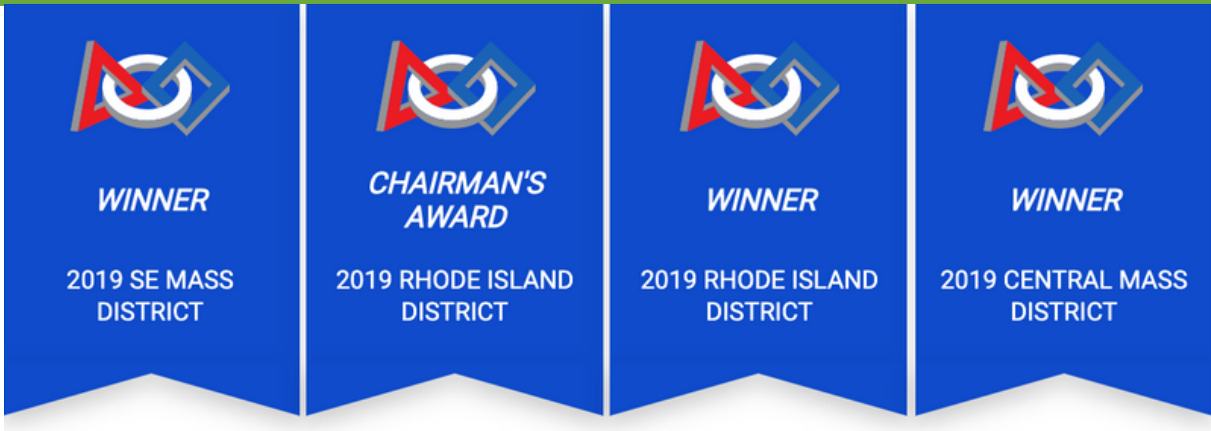 WINNER
2019 SE MASS
DISTRICT
CHAIRMAN'S
AWARD
2019 RHODE ISLAND
DISTRICT
WINNER
2019 RHODE ISLAND
DISTRICT
WINNER
2019 CENTRAL MASS
DISTRICT